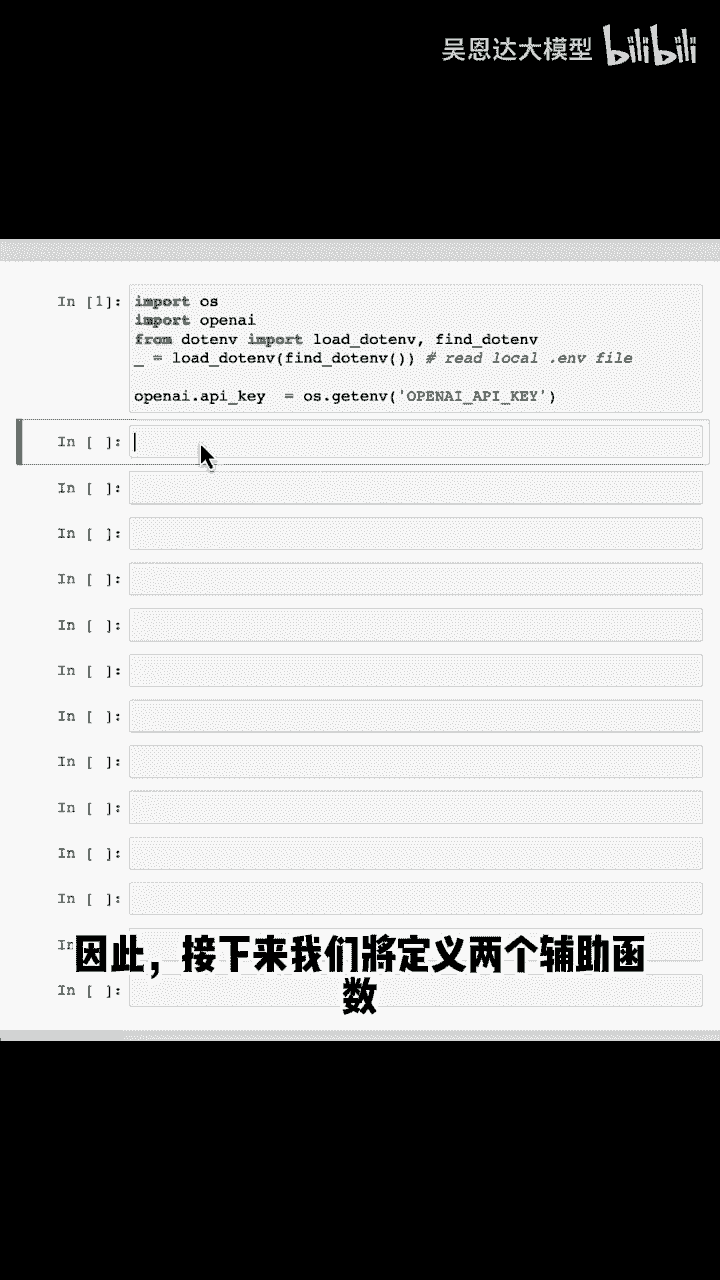 吴恩达大模型 bilibili
In [1]: import os
import openai
from dotenv import load_dotenv, find_dotenv
_ = load_dotenv(find_dotenv()) # read local .env file
openai.api_key  = os.getenv('OPENAI_API_KEY')
In [ ]:
In [ ]:
In [ ]:
In [ ]:
In [ ]:
In [ ]:
In [ ]:
In [ ]:
In [ ]:
In [ ]:
In [ ]:
In
因此，接下来我们將定义两个辅助函
In [ ]:
数